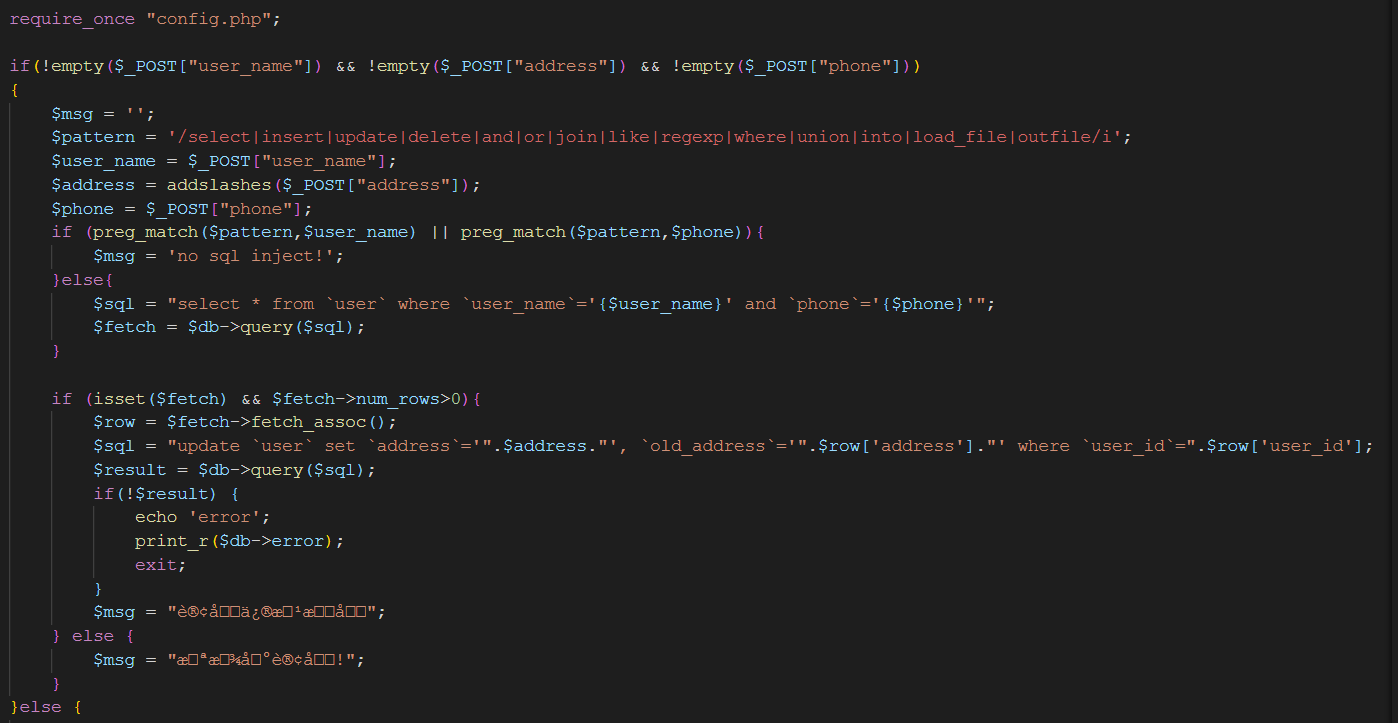 require_once "config.php";
if(!empty($_POST["user_name"]) && !empty($_POST["address"]) && !empty($_POST["phone"]))
{
$msg = '';
$pattern = '/select|insert|update|delete|and|or|join|like|regexp|where|union|into|load_file|outfile/i';
$user_name = $_POST["user_name"];
$address = addslashes($_POST["address"]);
$phone = $_POST["phone"];
if (preg_match($pattern,$user_name) || preg_match($pattern,$phone)){
$msg = 'no sql inject!';
}else{
$sql = "select * from `user` where `user_name`='{$user_name}' and `phone`='{$phone}'";
$fetch = $db->query($sql);
}
if (isset($fetch) && $fetch->num_rows>0){
$row = $fetch->fetch_assoc();
$sql = "update `user` set `address`='".$address."', `old_address`='".$row['address']."' where `user_id`=".$row['user_id'];
$result = $db->query($sql);
if(!$result) {
echo 'error';
print_r($db->error);
exit;
}
$msg = "è®¢å□□ä¿®æ□¹æ□□å□□";
} else {
$msg = "æ□ªæ□¾å□°è®¢å□□!";
}
}else {